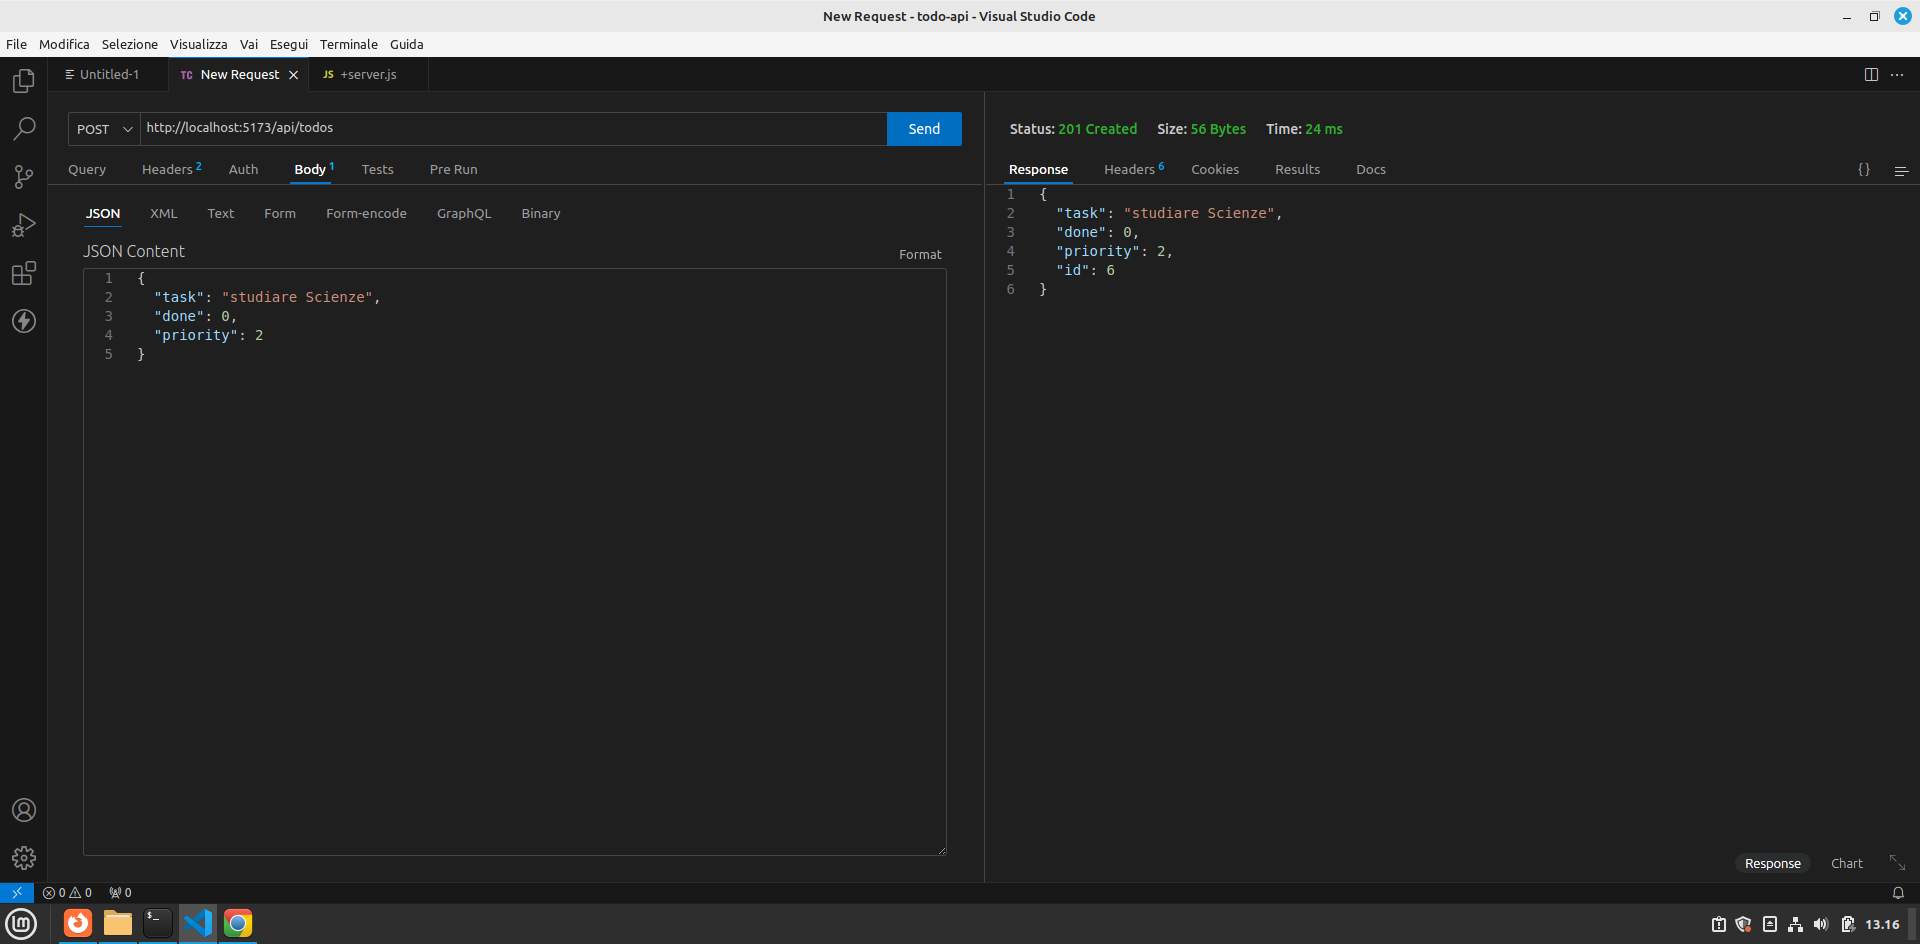 New Request - todo-api - Visual Studio Code
File Modifica Selezione Visualizza Vai Esegui Terminale Guida
Untitled-1 TC New Request JS +server.js
POST http://localhost:5173/api/todos Send
Query Headers 2 Auth Body 1 Tests Pre Run
JSON XML Text Form Form-encode GraphQL Binary
JSON Content Format
1 {
2 "task": "studiare Scienze",
3 "done": 0,
4 "priority": 2
5 }
Status: 201 Created Size: 56 Bytes Time: 24 ms
Response Headers 6 Cookies Results Docs {}
1 {
2 "task": "studiare Scienze",
3 "done": 0,
4 "priority": 2,
5 "id": 6
6 }
Response Chart
0 0 0
$_ 13.16